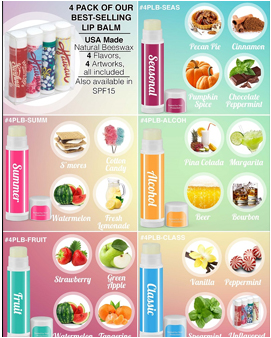 4 PACK OF OUR
BEST-SELLING
LIP BALM
USA Made
Natural Beeswax
4 Flavors,
4 Artworks,
all included
Also available in
SPF15
#4PLB-SEAS
Seasonal
Pecan Pie
Cinnamon
Pumpkin
Spice
Chocolate
Peppermint
#4PLB-SUMM
Summer
S'mores
Cotton
Candy
Watermelon
Fresh
Lemonade
#4PLB-ALCOH
Alcohol
Pina Colada
Margarita
Beer
Bourbon
#4PLB-FRUIT
Fruit
Strawberry
Green
Apple
Watermelon
Tangerine
#4PLB-CLASS
Classic
Vanilla
Peppermint
Spearmint
Unflavored